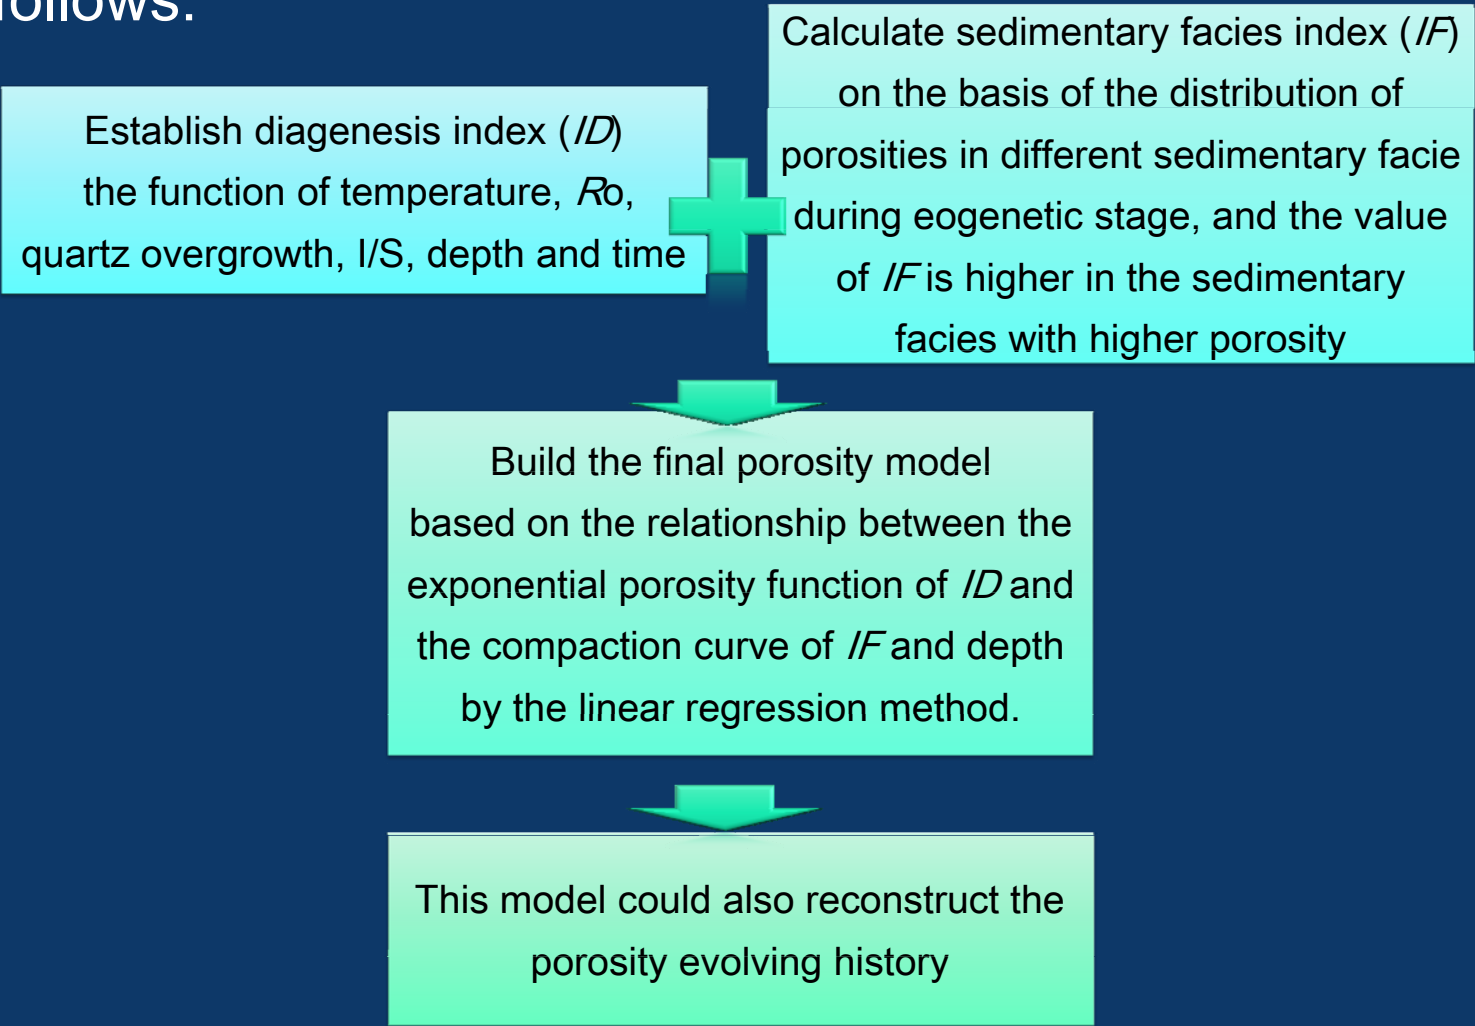 follows:
Establish diagenesis index (ID)
the function of temperature, Ro,
quartz overgrowth, I/S, depth and time
Calculate sedimentary facies index (IF)
on the basis of the distribution of
porosities in different sedimentary facie
during eogenetic stage, and the value
of IF is higher in the sedimentary
facies with higher porosity
Build the final porosity model
based on the relationship between the
exponential porosity function of ID and
the compaction curve of IF and depth
by the linear regression method.
This model could also reconstruct the
porosity evolving history